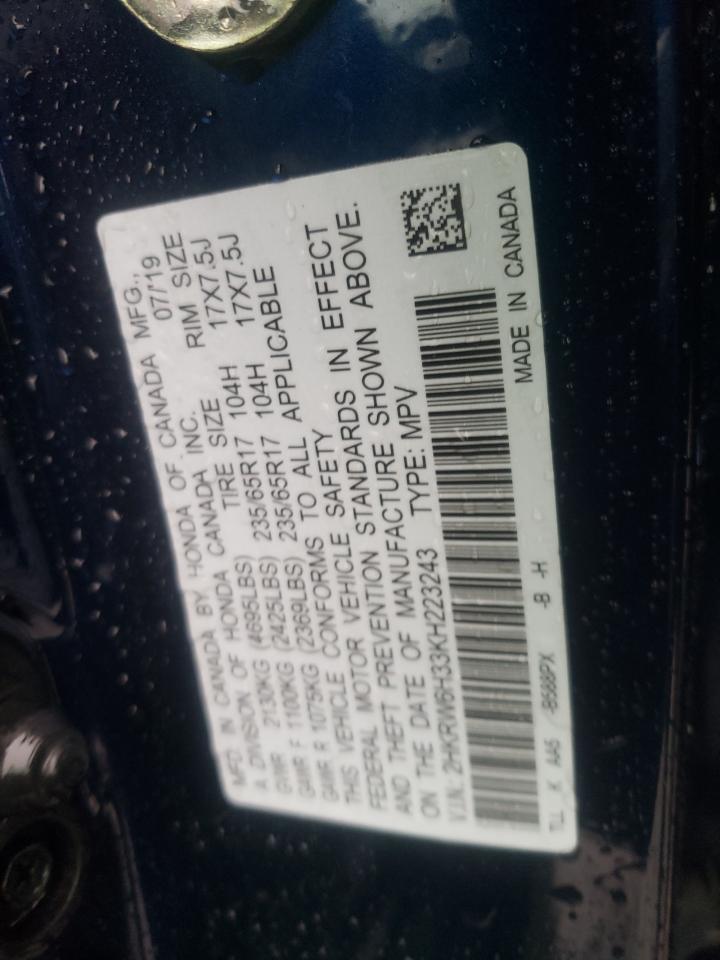 MFD. IN CANADA BY HONDA OF CANADA MFG.,
A DIVISION OF HONDA CANADA INC. 07/'19
GVWR 2130KG (4695LBS) TIRE SIZE RIM SIZE
GAWR F 1100KG (2425LBS) 235/65R17 104H 17X7.5J
GAWR R 1075KG (2369LBS) 235/65R17 104H 17X7.5J
THIS VEHICLE CONFORMS TO ALL APPLICABLE
FEDERAL MOTOR VEHICLE SAFETY STANDARDS IN EFFECT
AND THEFT PREVENTION STANDARDS IN EFFECT
ON THE DATE OF MANUFACTURE SHOWN ABOVE.
V.I.N.: 2HKRW6H33KH223243 TYPE: MPV
TLL K AA5 -B588PX -B -H MADE IN CANADA